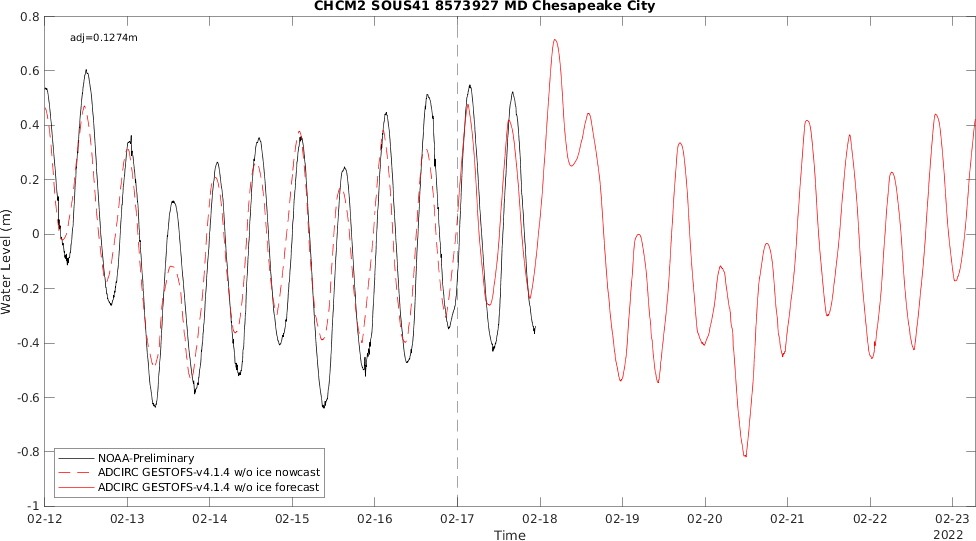 CHCM2 SOUS41 8573927 MD Chesapeake City
adj=0.1274m
0.8
0.6
0.4
0.2
0
-0.2
-0.4
-0.6
-0.8
-1
Water Level (m)
NOAA-Preliminary
ADCIRC GESTOFS-v4.1.4 w/o ice nowcast
ADCIRC GESTOFS-v4.1.4 w/o ice forecast
02-12 02-13 02-14 02-15 02-16 02-17 02-18 02-19 02-20 02-21 02-22 02-23
Time
2022